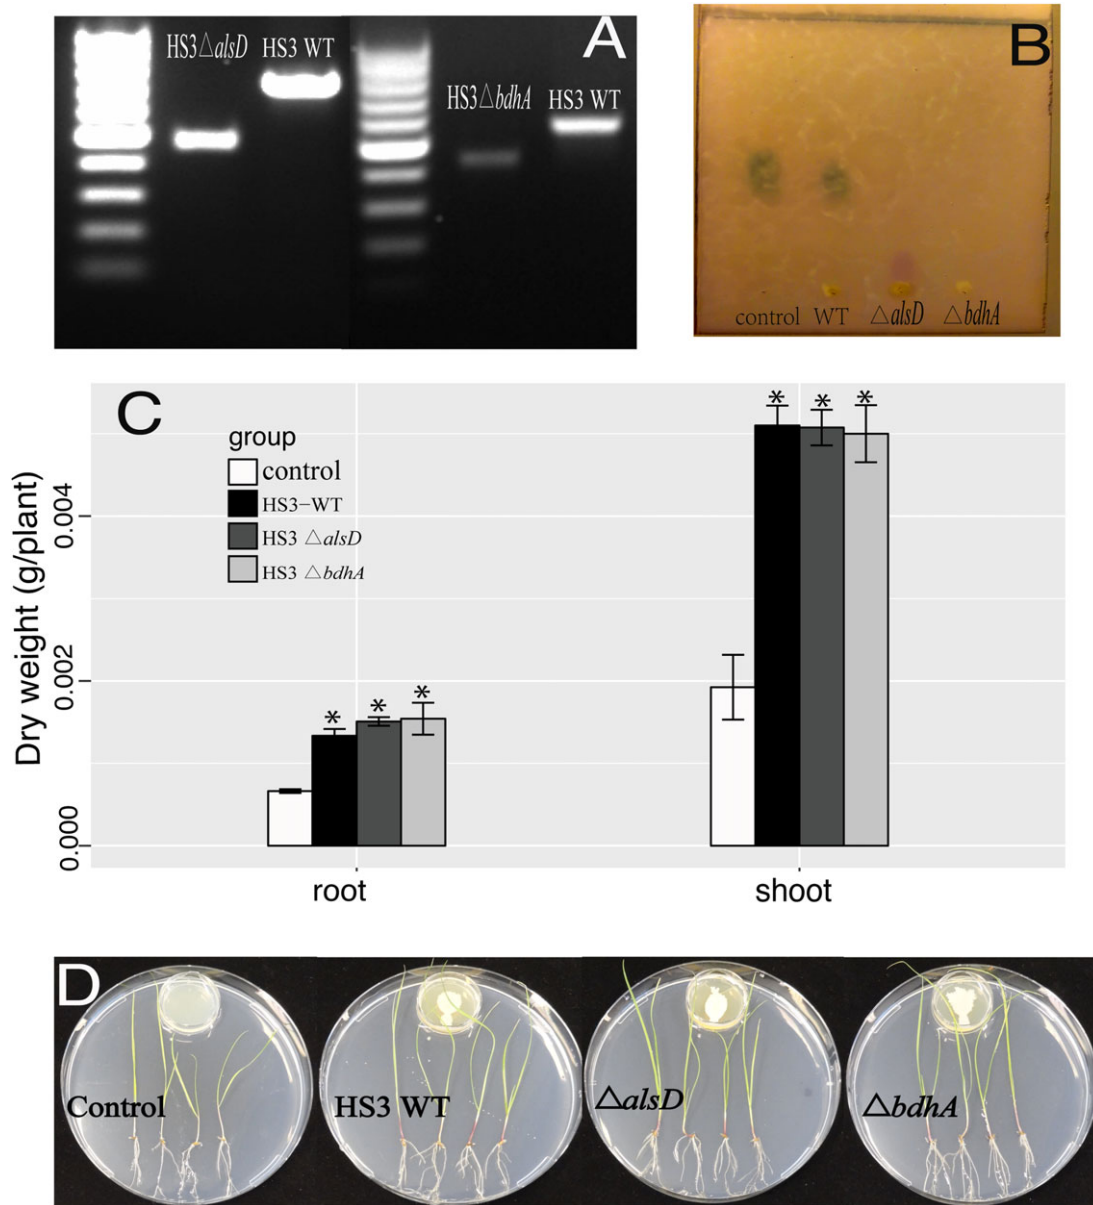 A
HS3△alsD HS3 WT
HS3△bdhA HS3 WT
B
control WT △alsD △bdhA
C
group
control
HS3−WT
HS3 △alsD
HS3 △bdhA
Dry weight (g/plant)
0.004
0.002
0.000
* * *
* * *
root shoot
D
Control HS3 WT △alsD △bdhA